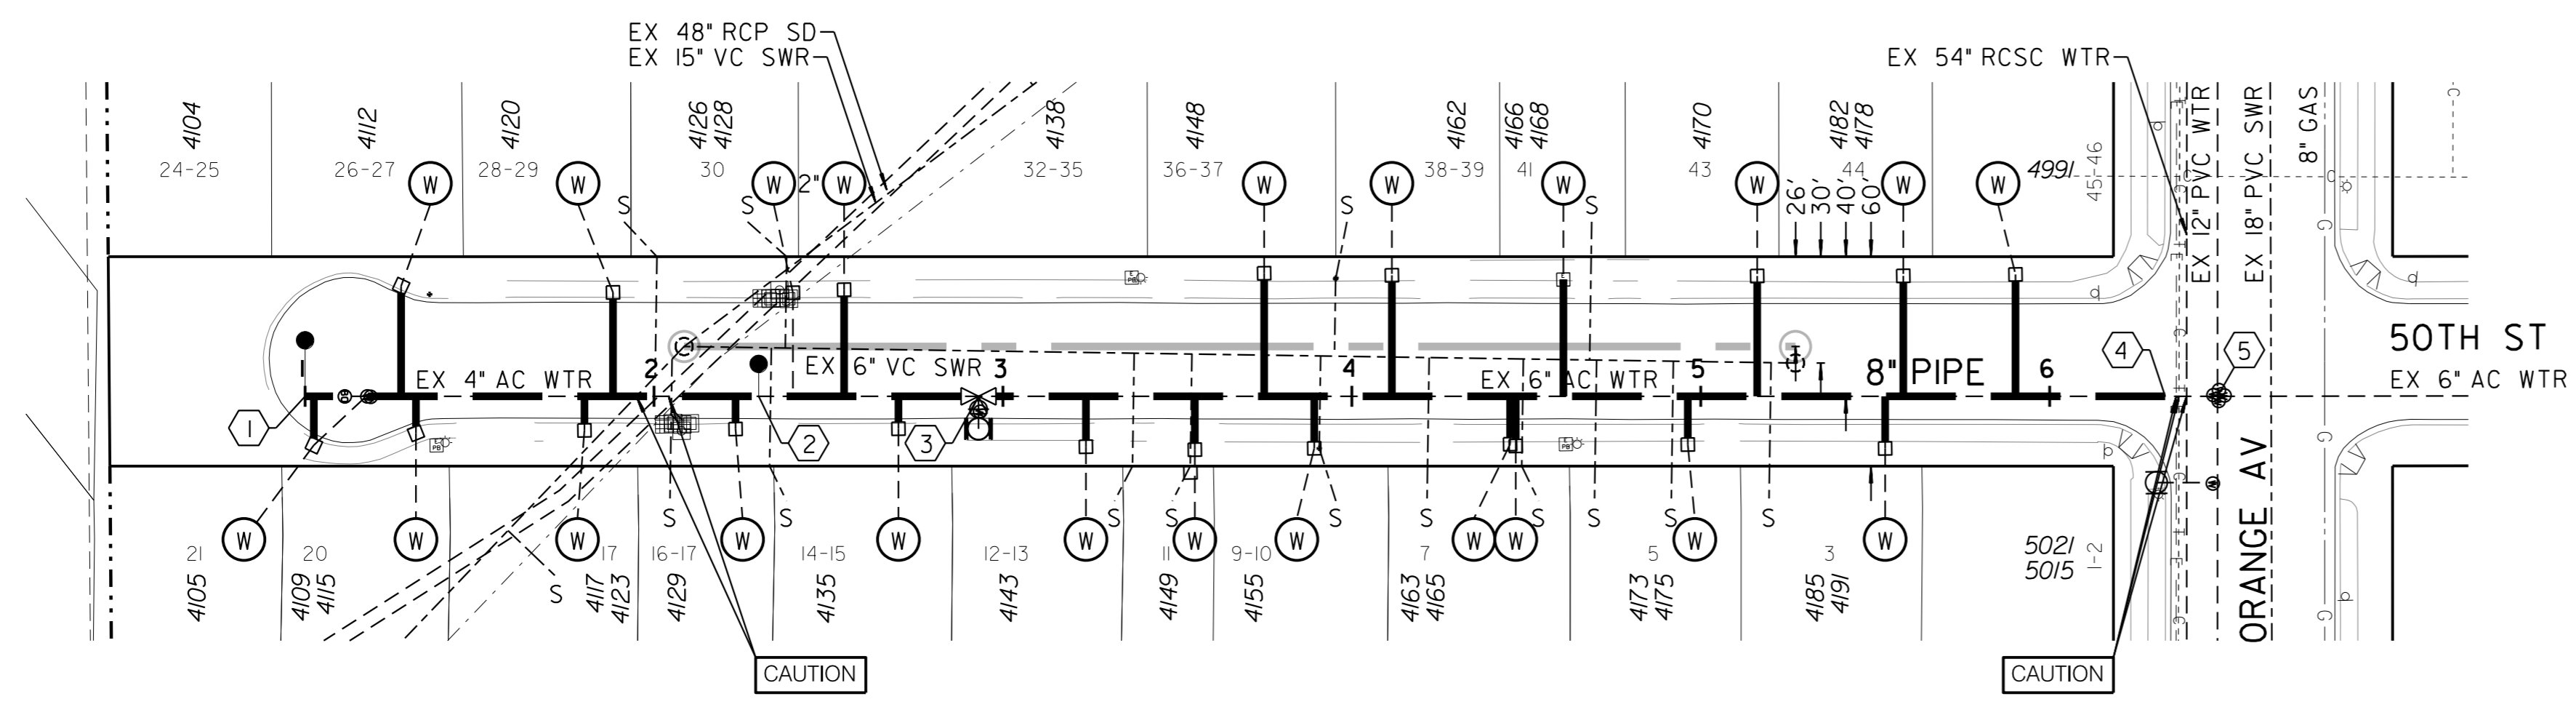 EX 48" RCP SD
EX 15" VC SWR
EX 54" RCSC WTR
4104
4112
4120
4126
4128
4138
4148
4162
4166
4168
4170
4182
4178
4991
24-25
26-27
28-29
30
32-35
36-37
38-39
41
43
44
45-46
W
W
W
2"
W
W
W
W
W
W
W
S
S
S
S
26'
30'
40'
60'
EX 12" PVC WTR
EX 18" PVC SWR
8" GAS
1
2
3
4
5
6
EX 4" AC WTR
EX 6" VC SWR
EX 6" AC WTR
8" PIPE
1
2
3
4
5
50TH ST
EX 6" AC WTR
ORANGE AV
S
S
S
S
S
S
S
S
S
S
W
W
W
W
W
W
W
W
W
W
W
W
21
20
17
16-17
14-15
12-13
11
9-10
7
5
3
1-2
4105
4109
4115
4117
4123
4129
4135
4143
4149
4155
4163
4165
4173
4175
4185
4191
5021
5015
CAUTION
CAUTION